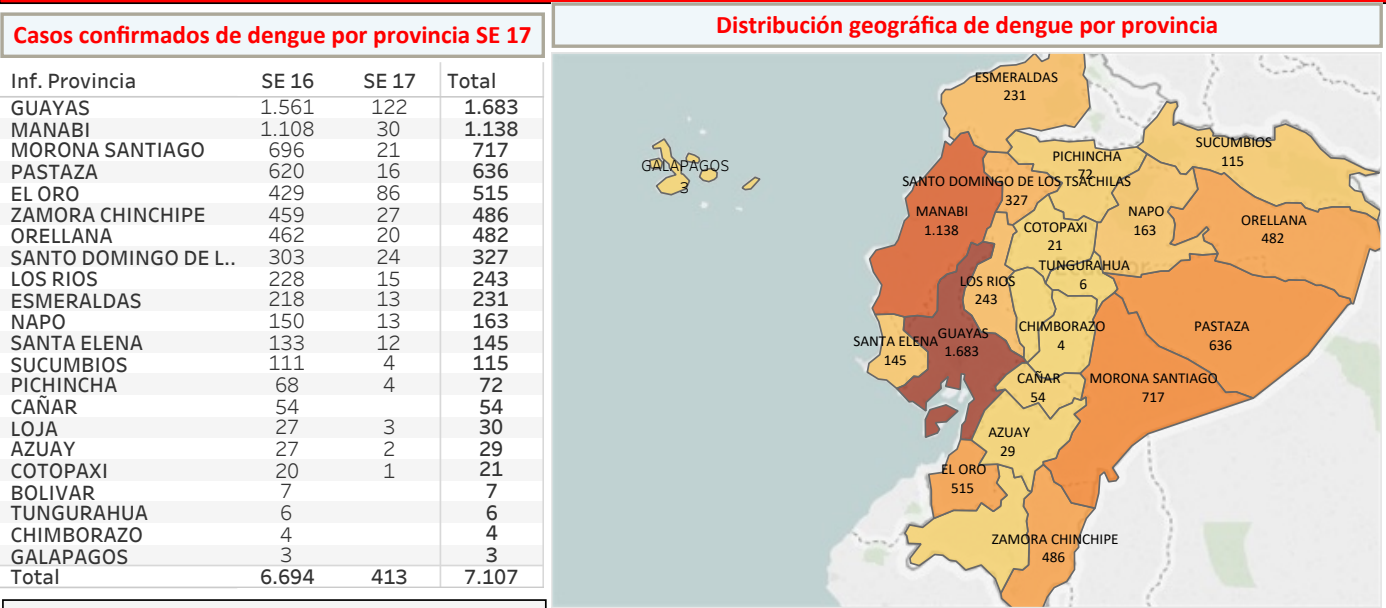 Casos confirmados de dengue por provincia SE 17
Inf. Provincia SE 16 SE 17 Total
GUAYAS 1.561 122 1.683
MANABI 1.108 30 1.138
MORONA SANTIAGO 696 21 717
PASTAZA 620 16 636
EL ORO 429 86 515
ZAMORA CHINCHIPE 459 27 486
ORELLANA 462 20 482
SANTO DOMINGO DE L.. 303 24 327
LOS RIOS 228 15 243
ESMERALDAS 218 13 231
NAPO 150 13 163
SANTA ELENA 133 12 145
SUCUMBIOS 111 4 115
PICHINCHA 68 4 72
CAÑAR 54 54
LOJA 27 3 30
AZUAY 27 2 29
COTOPAXI 20 1 21
BOLIVAR 7 7
TUNGURAHUA 6 6
CHIMBORAZO 4 4
GALAPAGOS 3 3
Total 6.694 413 7.107
Distribución geográfica de dengue por provincia
ESMERALDAS
231
GALAPAGOS
3
PICHINCHA
72
SUCUMBIOS
115
SANTO DOMINGO DE LOS TSACHILAS
327
MANABI
1.138
NAPO
163
ORELLANA
482
COTOPAXI
21
TUNGURAHUA
6
LOS RIOS
243
CHIMBORAZO
4
PASTAZA
636
SANTA ELENA
145
GUAYAS
1.683
CAÑAR
54
MORONA SANTIAGO
717
AZUAY
29
EL ORO
515
ZAMORA CHINCHIPE
486